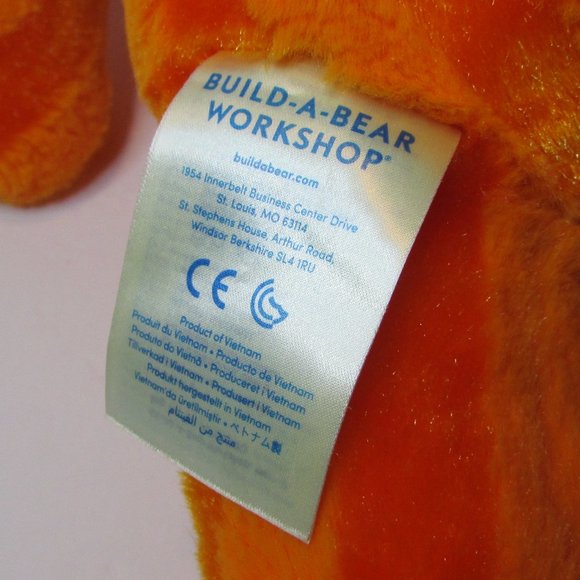 BUILD-A-BEAR
WORKSHOP®
buildabear.com
1954 Innerbelt Business Center Drive
St. Louis, MO 63114
St. Stephens House, Arthur Road,
Windsor Berkshire SL4 1RU
CE
Product of Vietnam
Produit du Vietnam • Producto de Vietnam
Produto do Vietnã • Produceret i Vietnam
Tillverkad i Vietnam • Produsert i Vietnam
Produkt hergestellt in Vietnam
Vietnam'da üretilmiştir • ベトナム製
منتج من الفيتنام